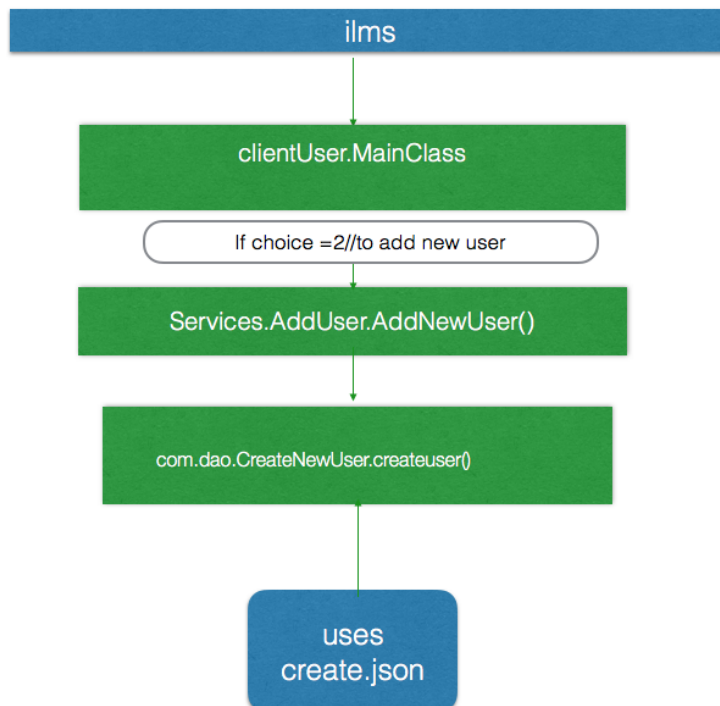 ilms
clientUser.MainClass
If choice =2//to add new user
Services.AddUser.AddNewUser()
com.dao.CreateNewUser.createuser()
uses
create.json